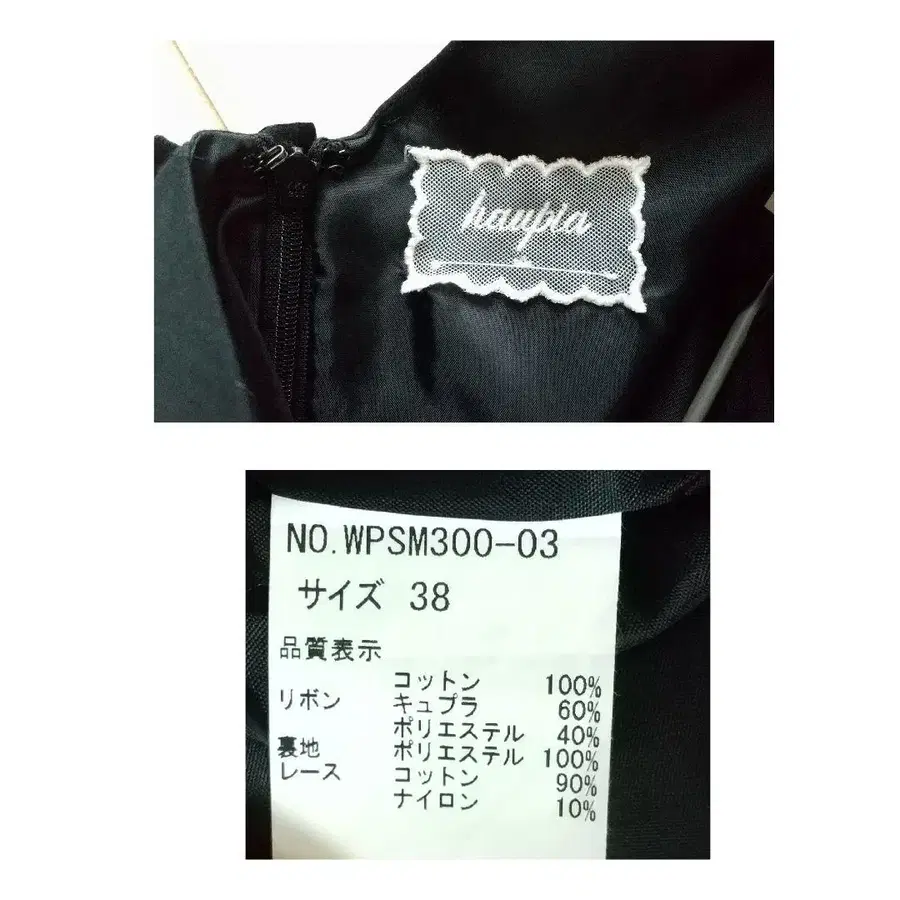 haupia
NO.WPSM300-03
サイズ 38
品質表示
コットン 100%
リボン キュプラ 60%
ポリエステル 40%
裏地 ポリエステル 100%
レース コットン 90%
ナイロン 10%